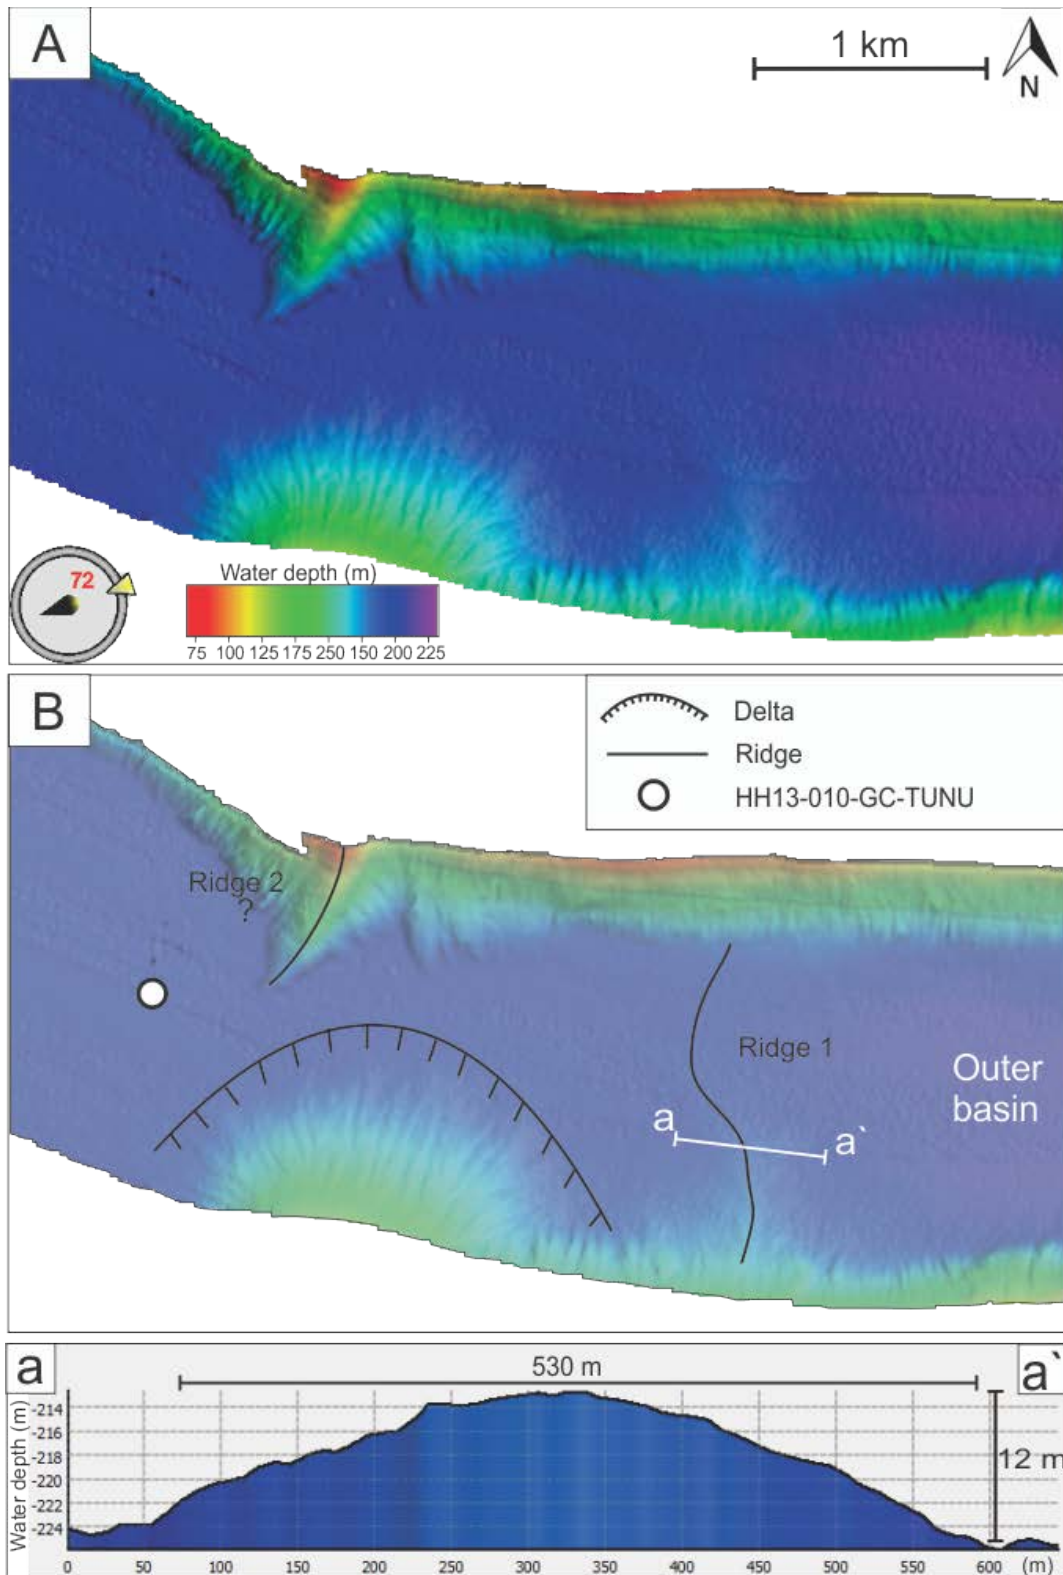 A
1 km
N
72
Water depth (m)
75 100 125 175 250 150 200 225
B
Delta
Ridge
HH13-010-GC-TUNU
Ridge 2
?
Ridge 1
Outer
basin
a a`
a 530 m a`
Water depth (m)
-214
-216
-218
-220
-222
-224
12 m
0 50 100 150 200 250 300 350 400 450 500 550 600 (m)